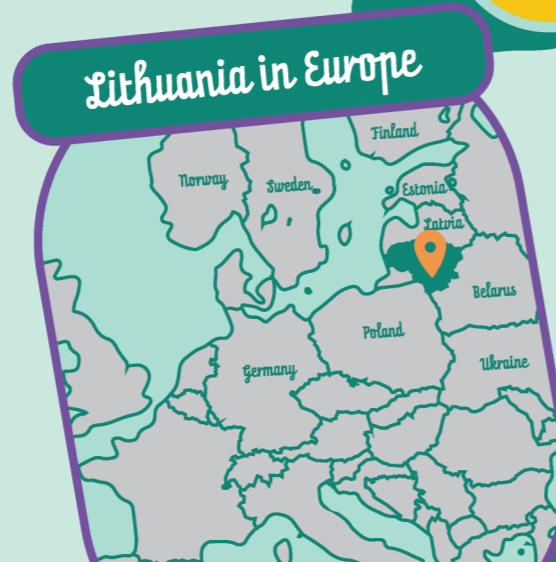 Lithuania in Europe
Finland
Norway
Sweden
Estonia
Latvia
Belarus
Poland
Ukraine
Germany